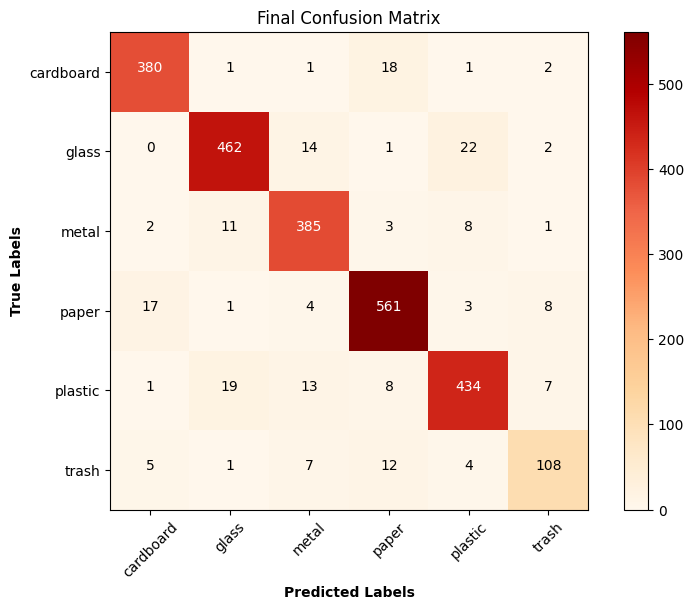 Final Confusion Matrix
cardboard 380 1 1 18 1 2
glass 0 462 14 1 22 2
metal 2 11 385 3 8 1
paper 17 1 4 561 3 8
plastic 1 19 13 8 434 7
trash 5 1 7 12 4 108
cardboard glass metal paper plastic trash
True Labels
Predicted Labels
500
400
300
200
100
0